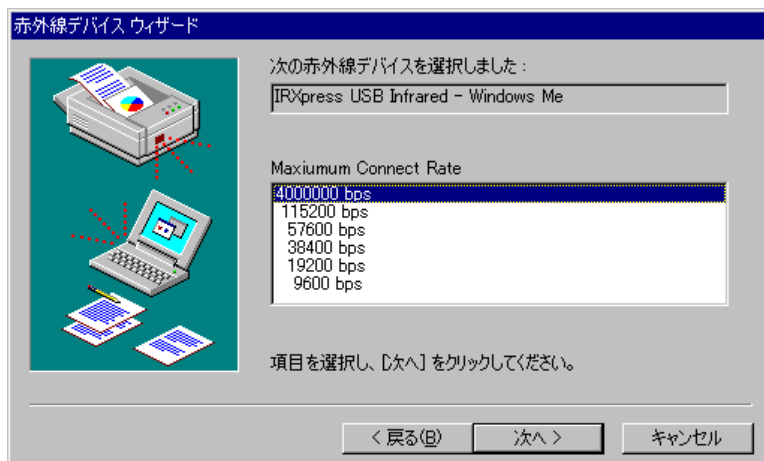 赤外線デバイス ウィザード
次の赤外線デバイスを選択しました：
IRXpress USB Infrared - Windows Me
Maxiumum Connect Rate
4000000 bps
115200 bps
57600 bps
38400 bps
19200 bps
9600 bps
項目を選択し、[次へ] をクリックしてください。
< 戻る(B)
次へ >
キャンセル